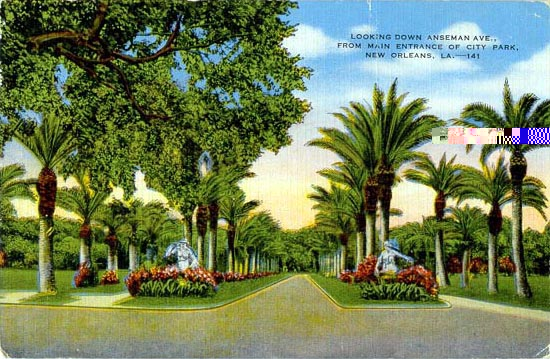 LOOKING DOWN ANSEMAN AVE.,
FROM MAIN ENTRANCE OF CITY PARK,
NEW ORLEANS, LA.—141